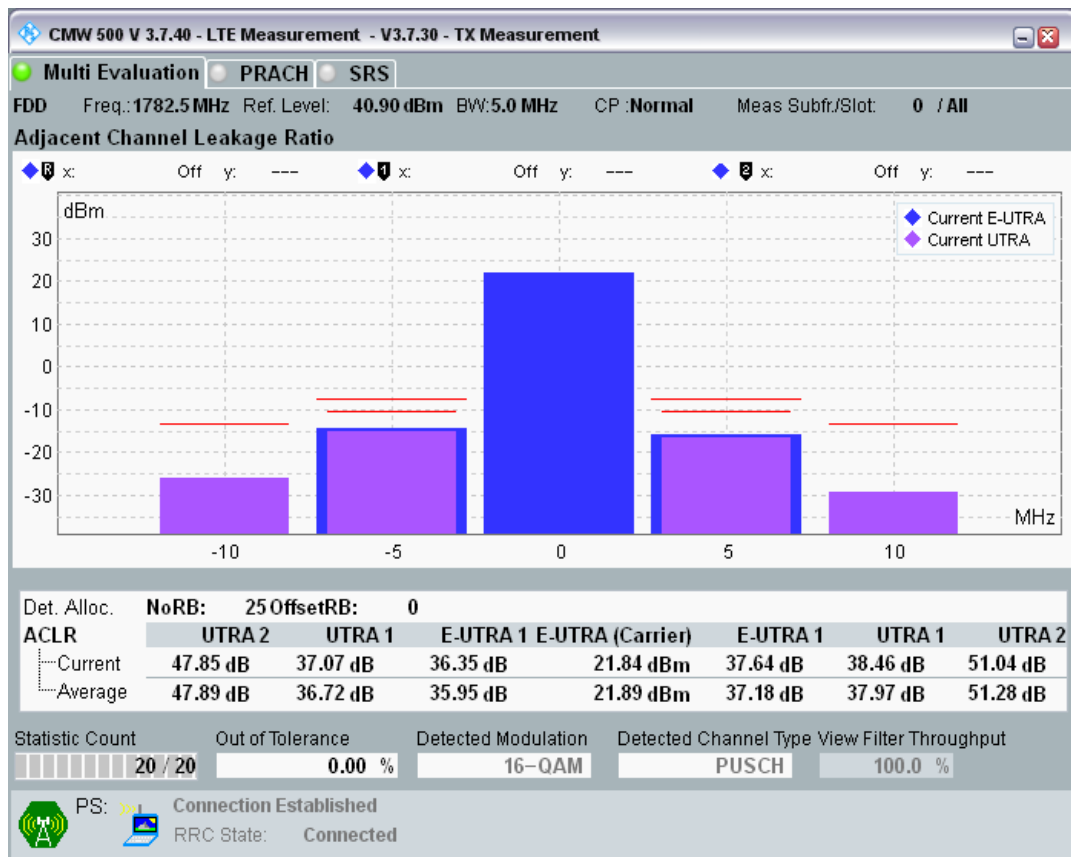 CMW 500 V 3.7.40 - LTE Measurement - V3.7.30 - TX Measurement
Multi Evaluation PRACH SRS
FDD Freq.:1782.5 MHz Ref. Level: 40.90 dBm BW:5.0 MHz CP :Normal Meas Subfr./Slot: 0 / All
Adjacent Channel Leakage Ratio
R x: Off y: --- 1 x: Off y: --- 2 x: Off y: ---
dBm
Current E-UTRA
Current UTRA
30
20
10
0
-10
-20
-30
MHz
-10 -5 0 5 10
Det. Alloc. NoRB: 25 OffsetRB: 0
ACLR UTRA 2 UTRA 1 E-UTRA 1 E-UTRA (Carrier) E-UTRA 1 UTRA 1 UTRA 2
Current 47.85 dB 37.07 dB 36.35 dB 21.84 dBm 37.64 dB 38.46 dB 51.04 dB
Average 47.89 dB 36.72 dB 35.95 dB 21.89 dBm 37.18 dB 37.97 dB 51.28 dB
Statistic Count Out of Tolerance Detected Modulation Detected Channel Type View Filter Throughput
20 / 20 0.00 % 16-QAM PUSCH 100.0 %
PS: Connection Established
RRC State: Connected